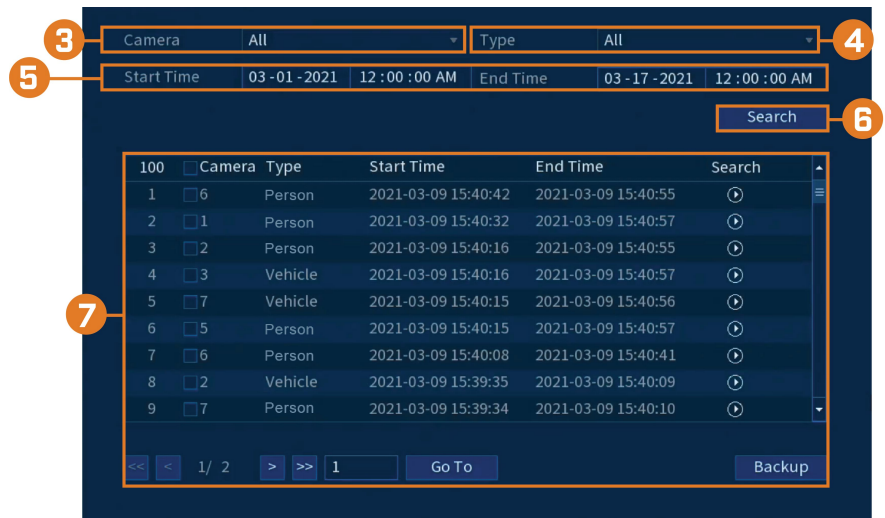 3 Camera All Type All 4
5 Start Time 03 -01 -2021 12 :00 :00 AM End Time 03 -17 -2021 12 :00 :00 AM
Search 6
100 Camera Type Start Time End Time Search
1 6 Person 2021-03-09 15:40:42 2021-03-09 15:40:55
2 1 Person 2021-03-09 15:40:32 2021-03-09 15:40:57
3 2 Person 2021-03-09 15:40:16 2021-03-09 15:40:55
4 3 Vehicle 2021-03-09 15:40:16 2021-03-09 15:40:57
5 7 Vehicle 2021-03-09 15:40:15 2021-03-09 15:40:56
7
6 5 Person 2021-03-09 15:40:15 2021-03-09 15:40:57
7 6 Person 2021-03-09 15:40:08 2021-03-09 15:40:41
8 2 Vehicle 2021-03-09 15:39:35 2021-03-09 15:40:09
9 7 Person 2021-03-09 15:39:34 2021-03-09 15:40:10
<< < 1/ 2 > >> 1 Go To Backup